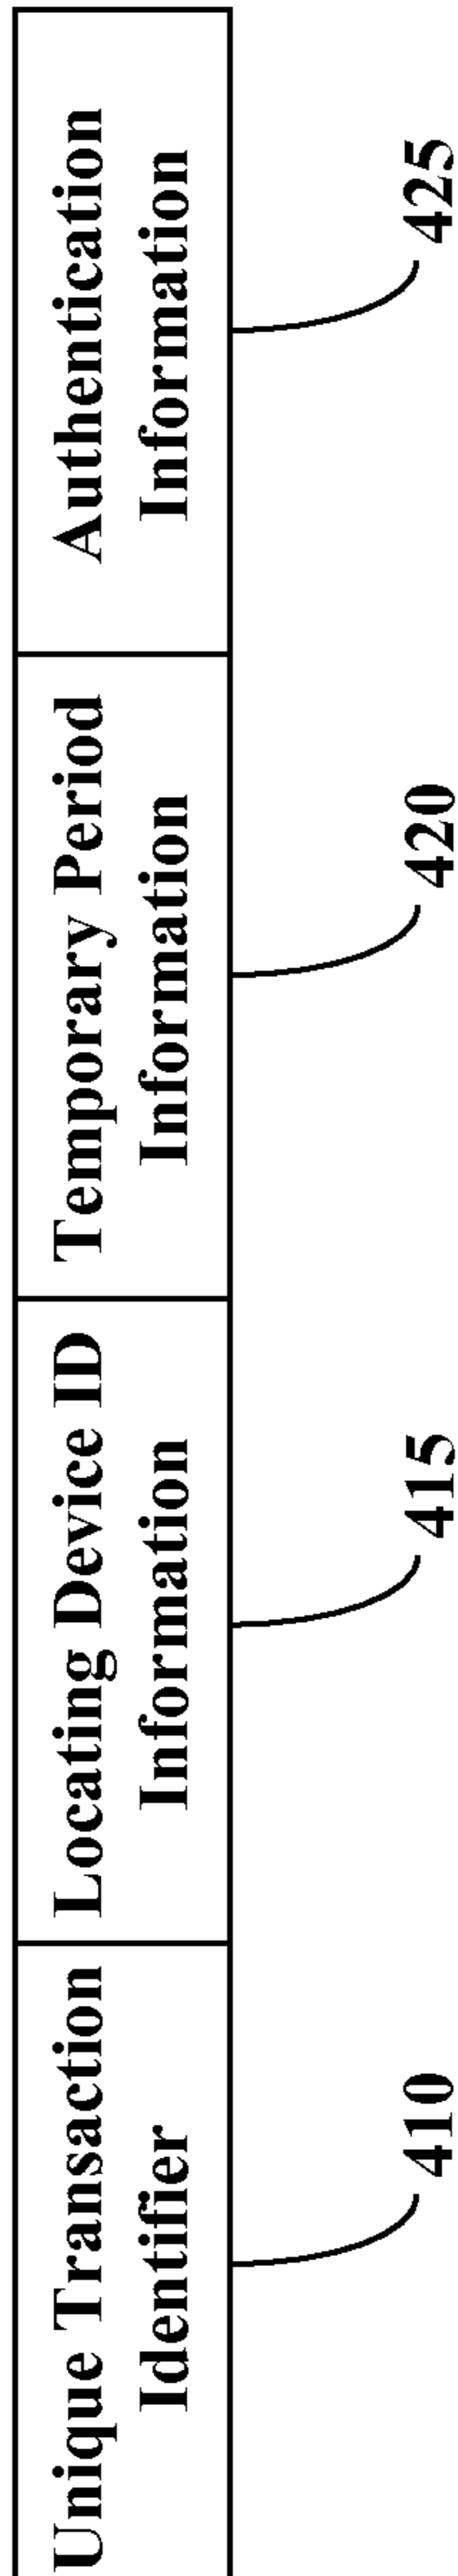 Unique Transaction
Identifier
Locating Device ID
Information
Temporary Period
Information
Authentication
Information
410
415
420
425